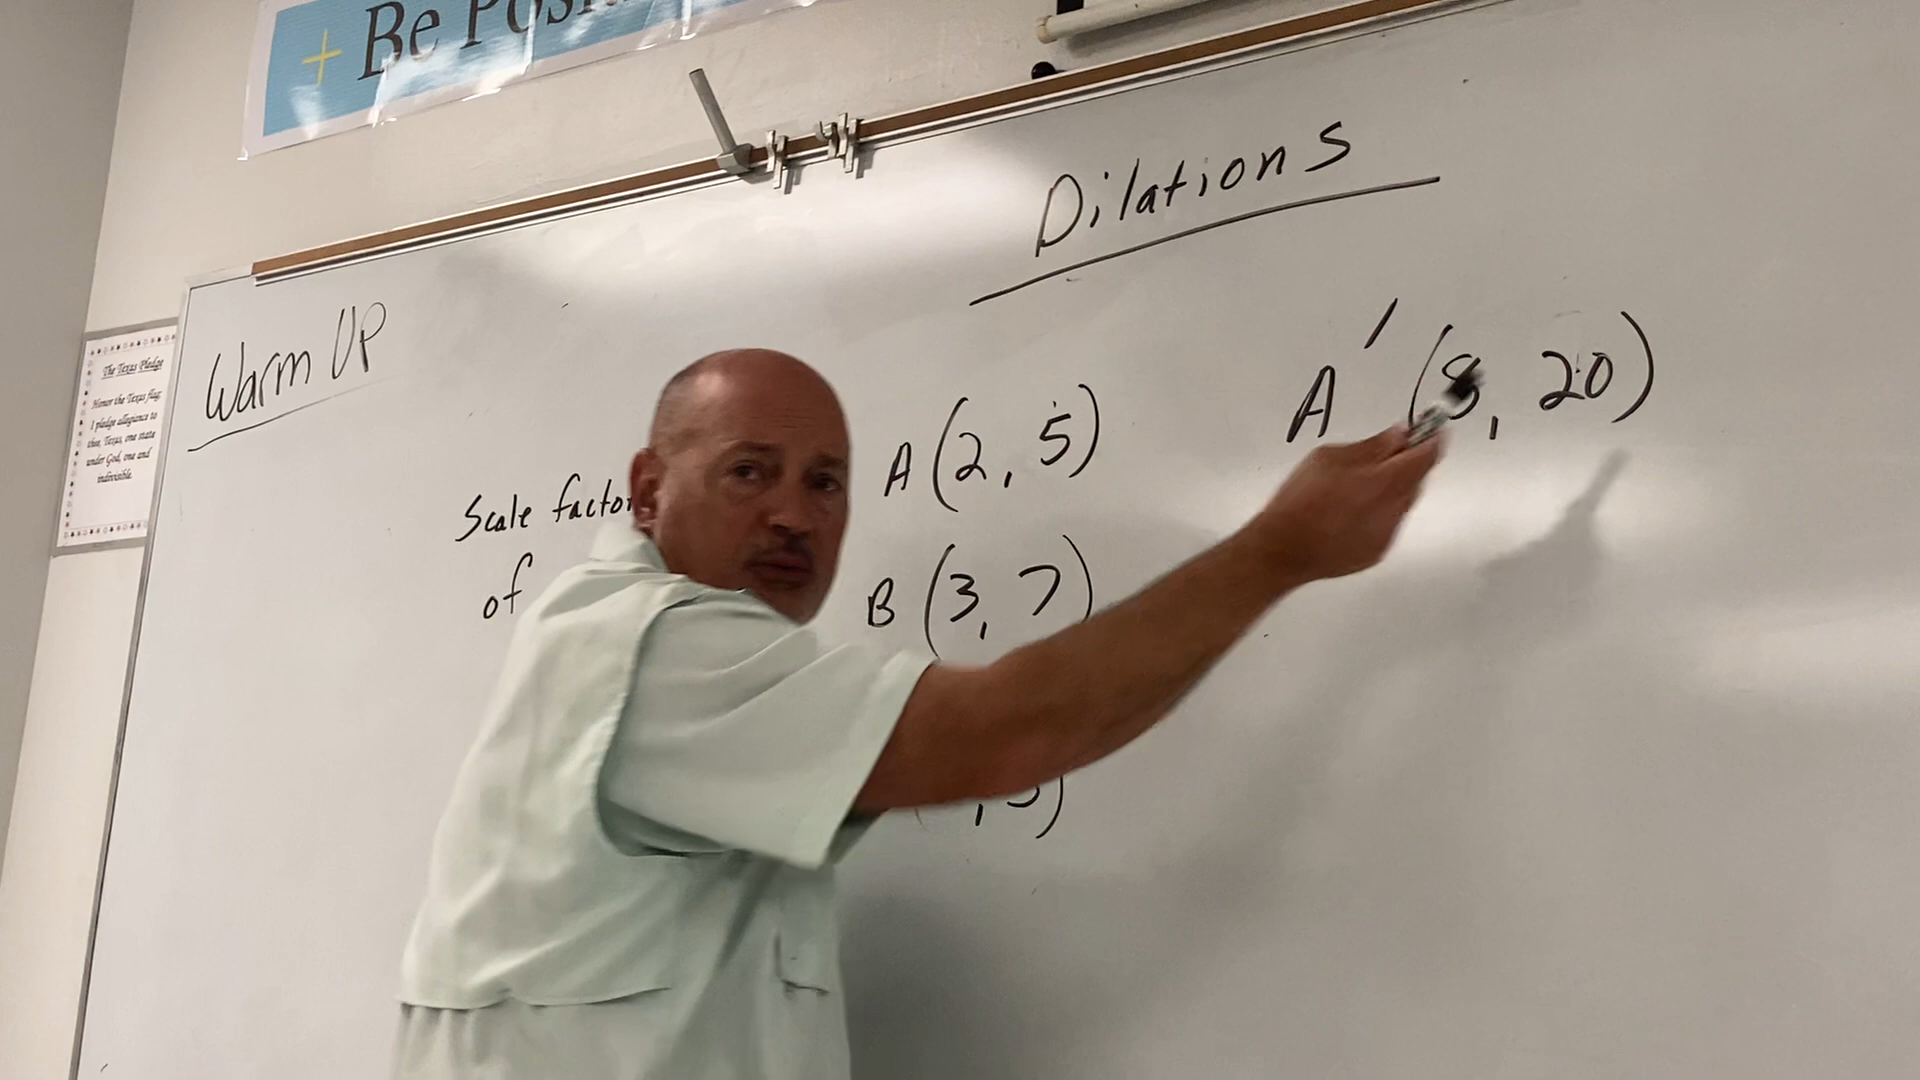 + Be
Dilations
Warm Up
The Texas Pledge
Honor the Texas flag;
I pledge allegiance to
thee, Texas, one state
under God, one and
indivisible.
A (2, 5)
A' (8, 20)
Scale factor
of
B (3, 7)